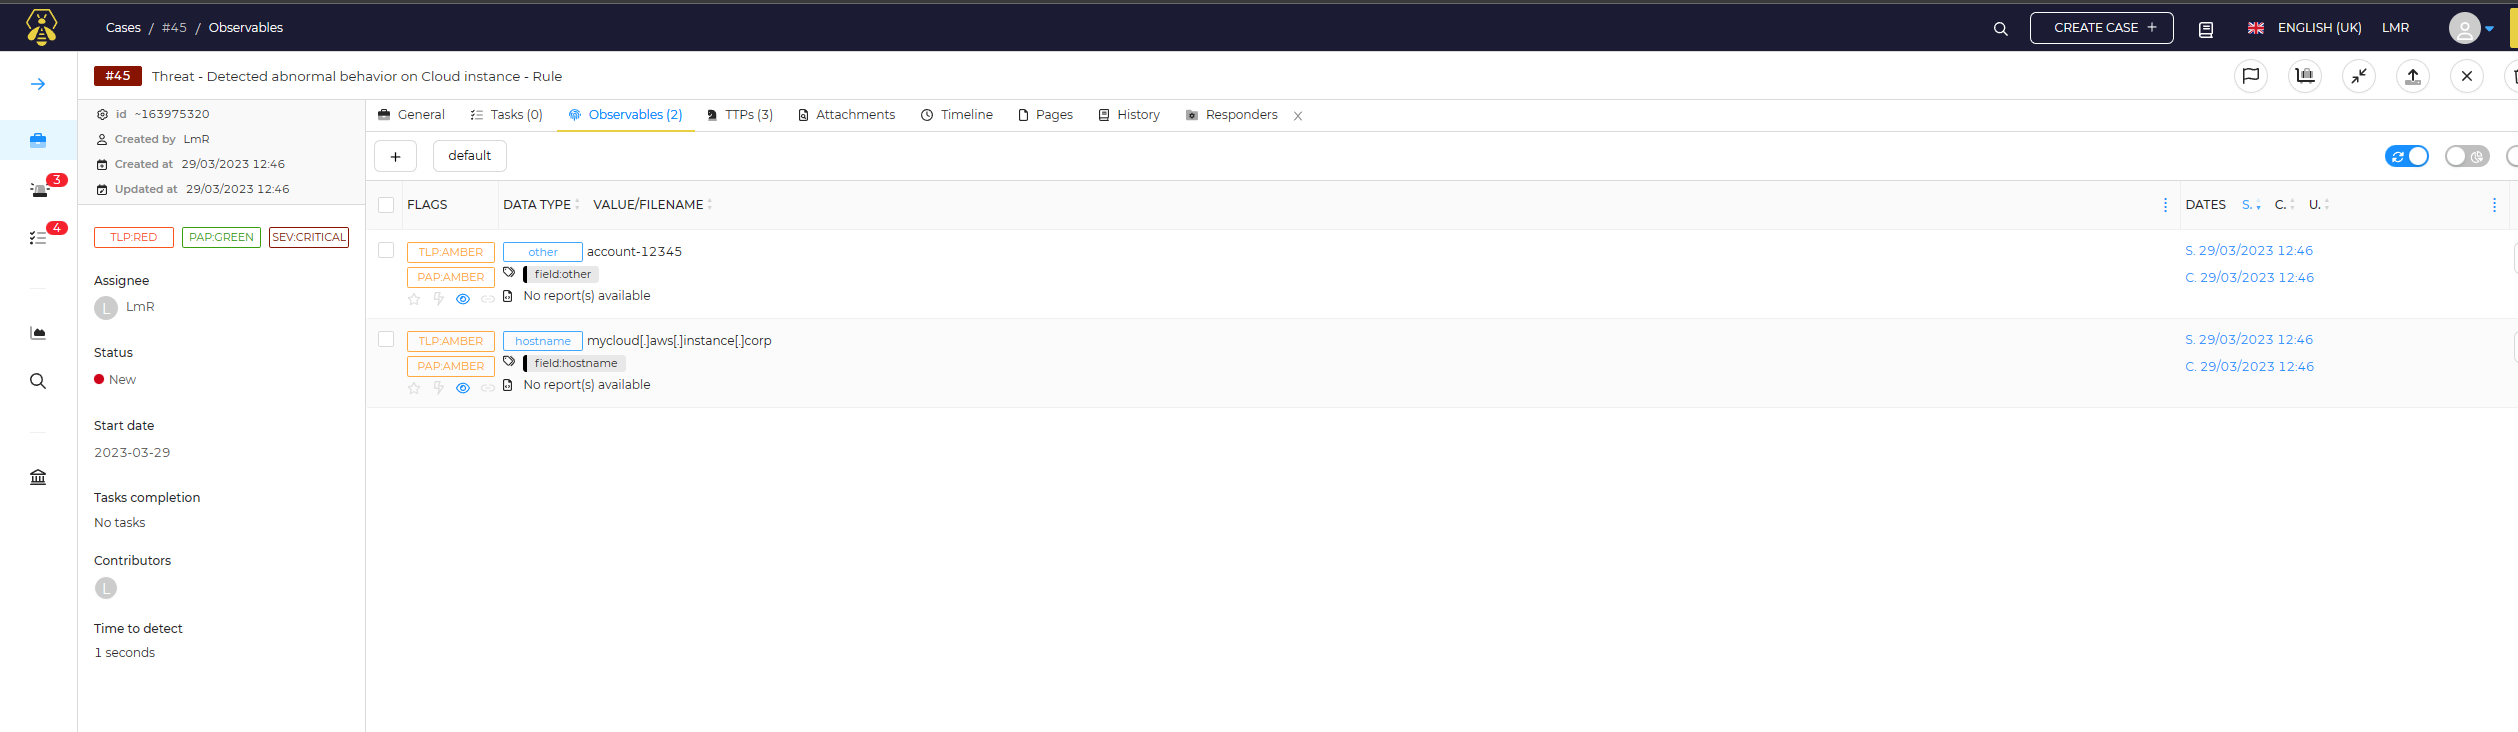 Cases / #45 / Observables
CREATE CASE +
ENGLISH (UK)
LMR
#45 Threat - Detected abnormal behavior on Cloud instance - Rule
id ~163975320
Created by LmR
Created at 29/03/2023 12:46
Updated at 29/03/2023 12:46
3
4
TLP:RED PAP:GREEN SEV:CRITICAL
Assignee
L LmR
Status
New
Start date
2023-03-29
Tasks completion
No tasks
Contributors
L
Time to detect
1 seconds
General Tasks (0) Observables (2) TTPs (3) Attachments Timeline Pages History Responders X
+ default
FLAGS DATA TYPE VALUE/FILENAME DATES S. C. U.
TLP:AMBER other account-12345 S. 29/03/2023 12:46
PAP:AMBER field:other C. 29/03/2023 12:46
No report(s) available
TLP:AMBER hostname mycloud[.]aws[.]instance[.]corp S. 29/03/2023 12:46
PAP:AMBER field:hostname C. 29/03/2023 12:46
No report(s) available